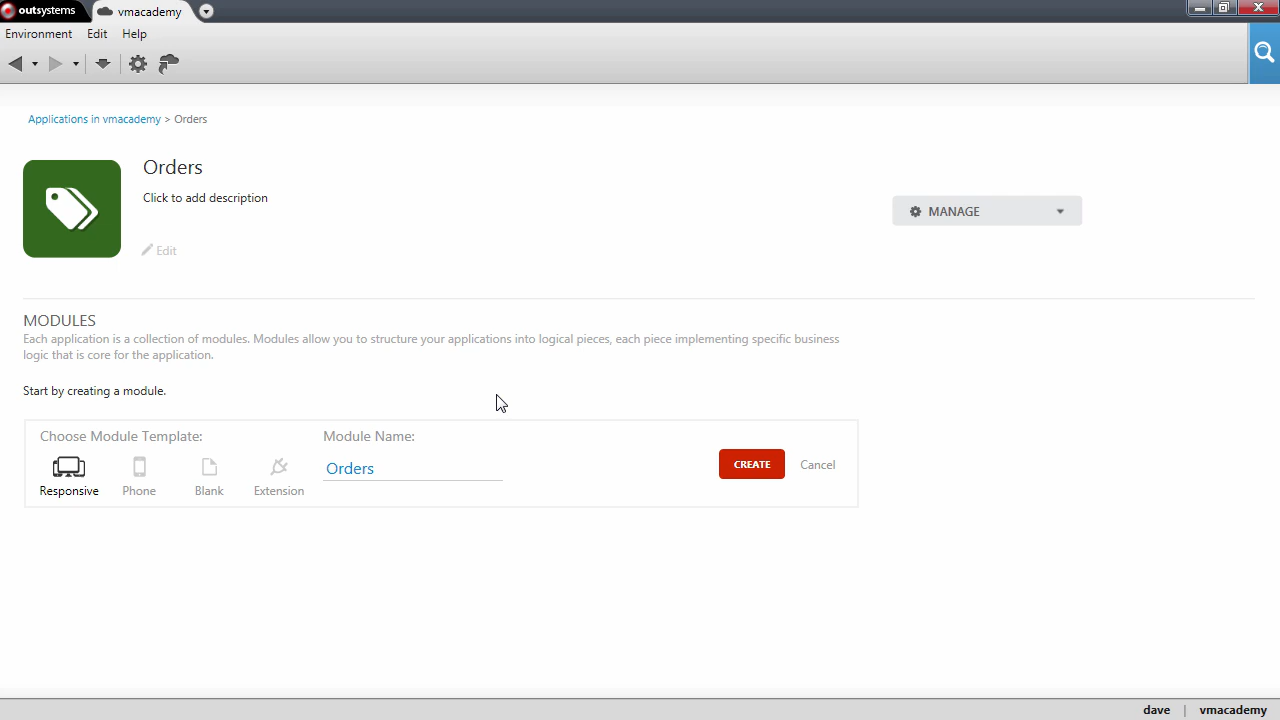 outsystems
vmacademy
Environment Edit Help
Applications in vmacademy > Orders
Orders
Click to add description
MANAGE
Edit
MODULES
Each application is a collection of modules. Modules allow you to structure your applications into logical pieces, each piece implementing specific business
logic that is core for the application.
Start by creating a module.
Choose Module Template:
Module Name:
Orders
CREATE
Cancel
Responsive
Phone
Blank
Extension
dave | vmacademy